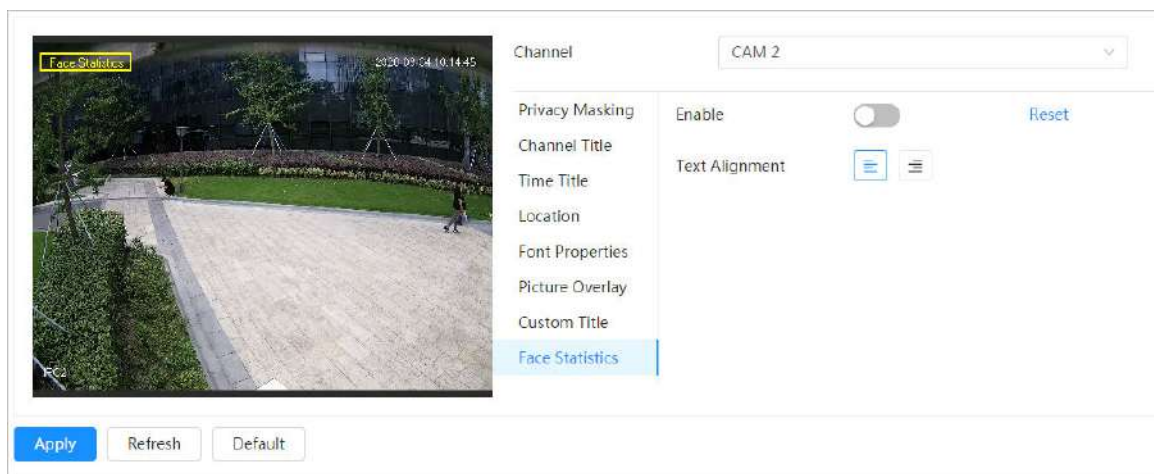 Face Statistics
2020-09-04 10:14:45
IPC2
Channel
CAM 2
Privacy Masking
Channel Title
Time Title
Location
Font Properties
Picture Overlay
Custom Title
Face Statistics
Enable
Reset
Text Alignment
Apply
Refresh
Default